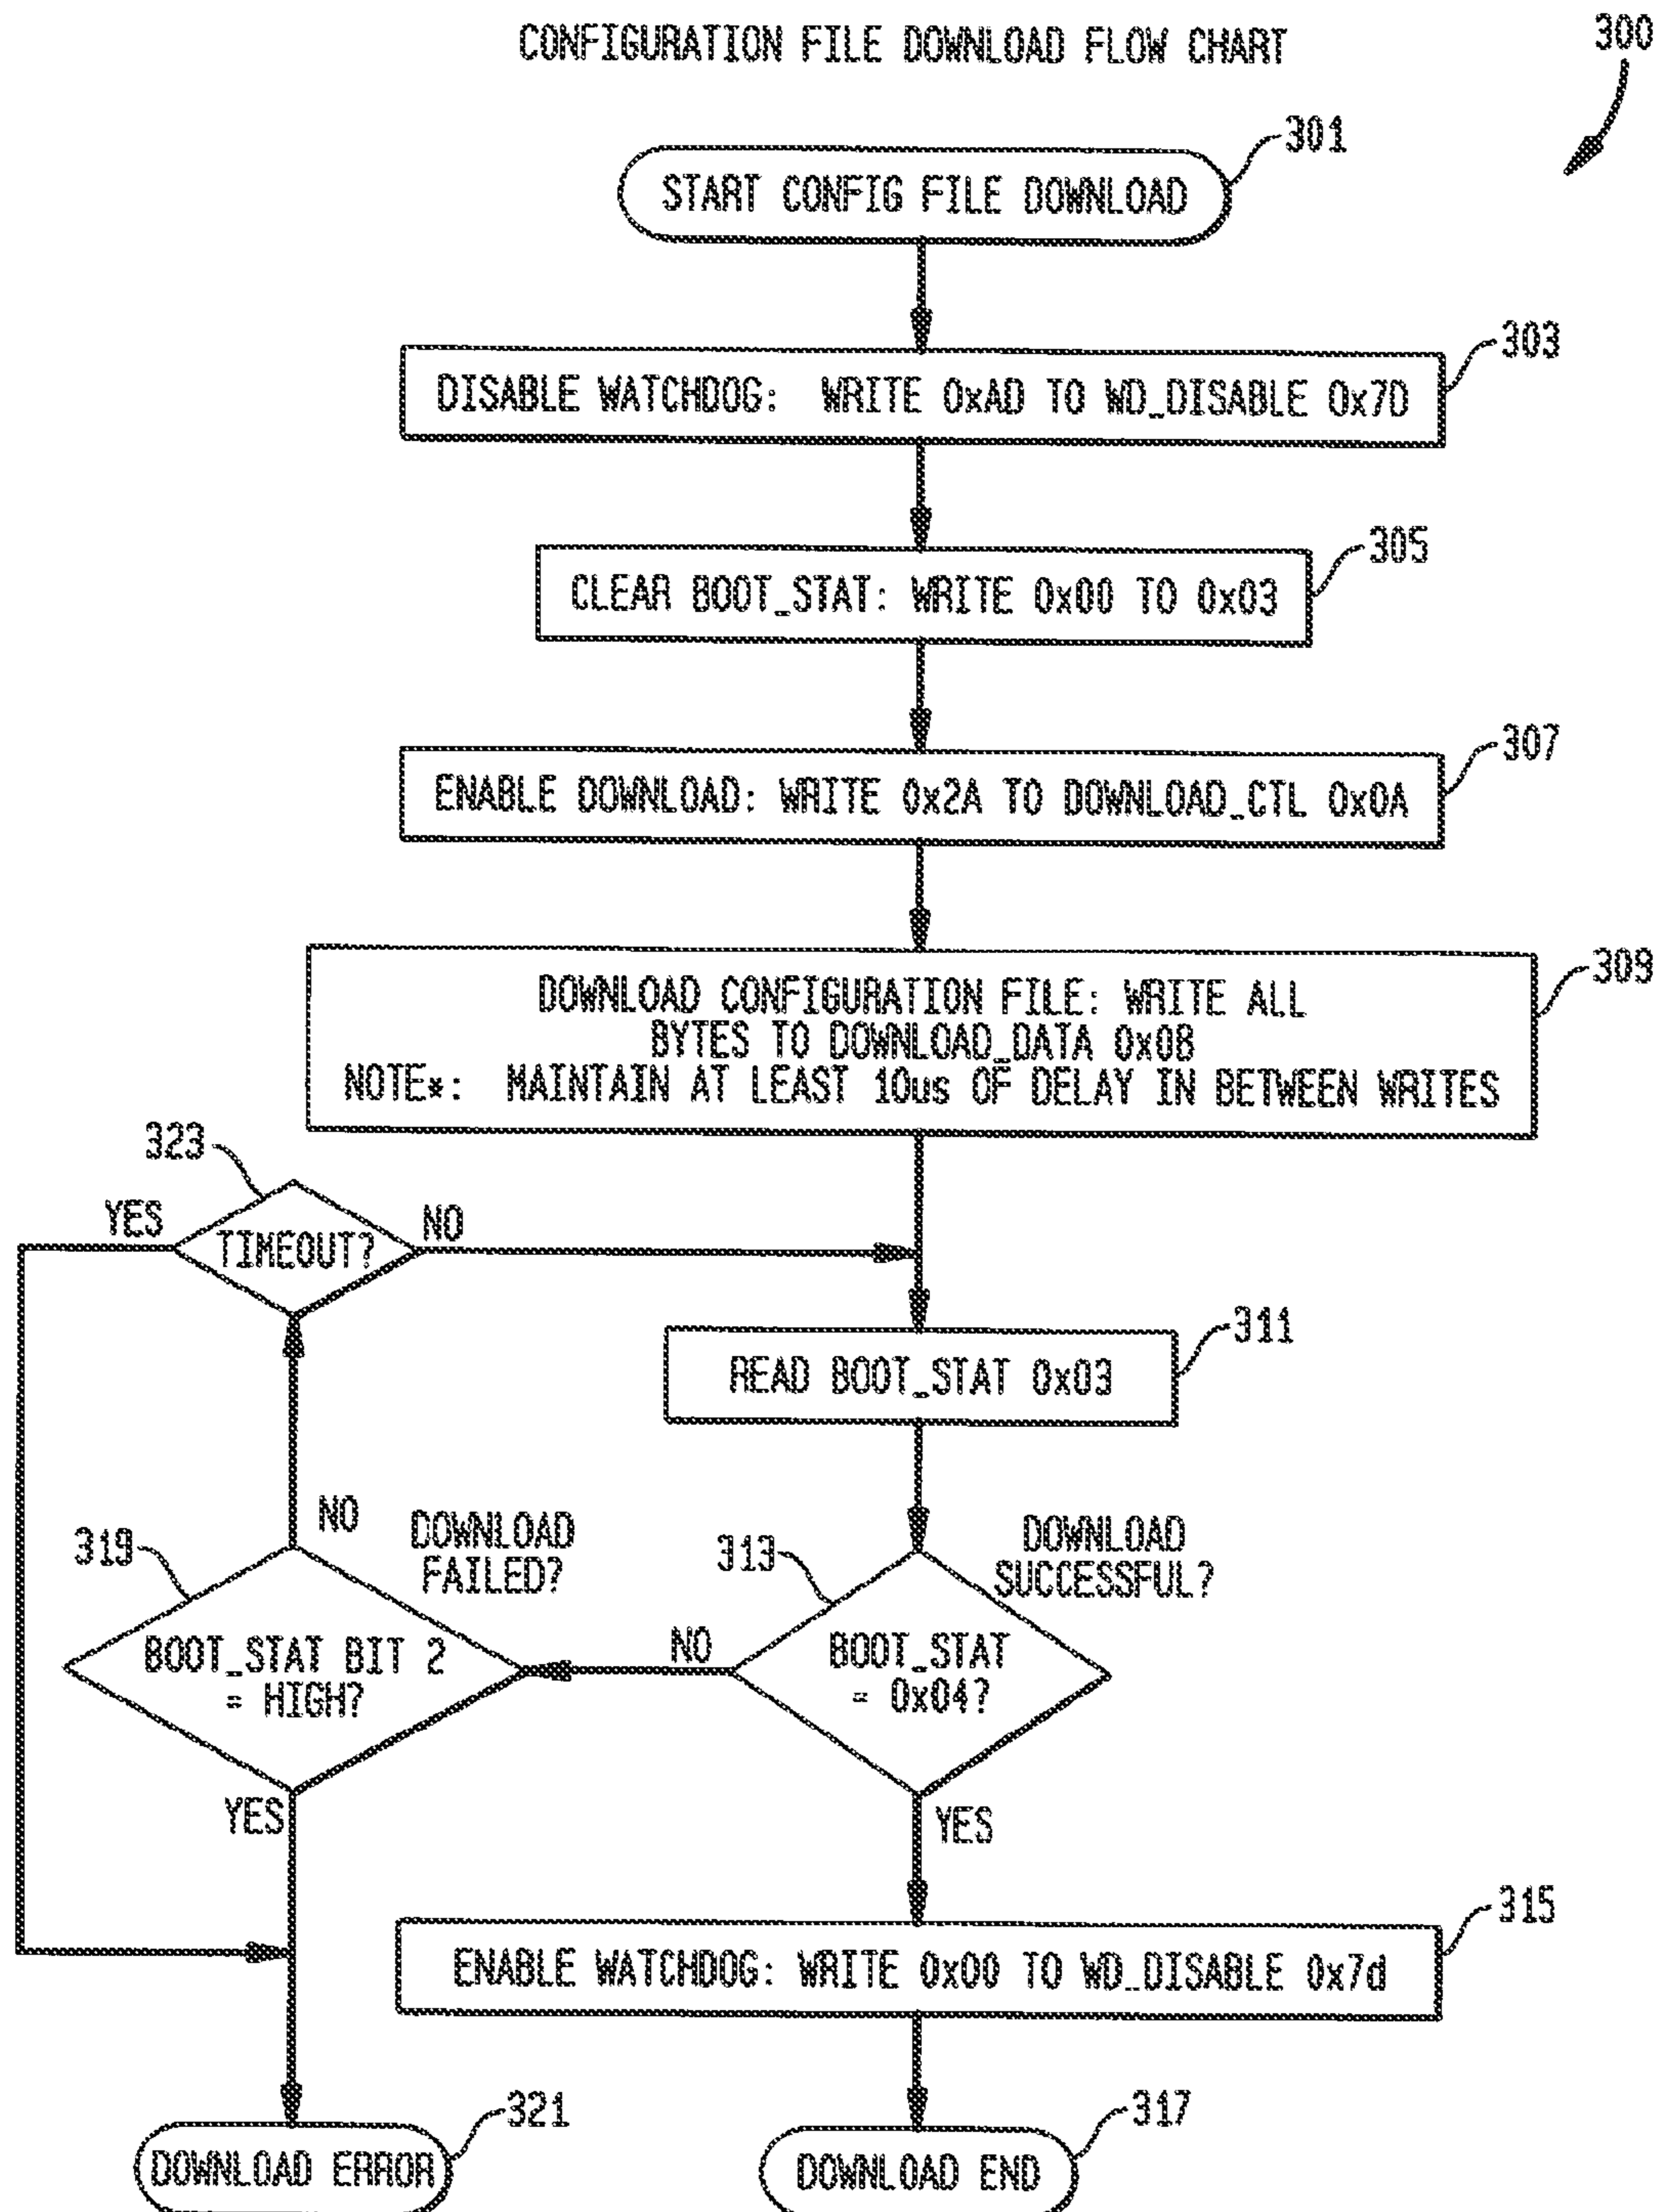 CONFIGURATION FILE DOWNLOAD FLOW CHART
300
301
START CONFIG FILE DOWNLOAD
303
DISABLE WATCHDOG: WRITE 0xAD TO WD_DISABLE 0x7D
305
CLEAR BOOT_STAT: WRITE 0x00 TO 0x03
307
ENABLE DOWNLOAD: WRITE 0x2A TO DOWNLOAD_CTL 0x0A
309
DOWNLOAD CONFIGURATION FILE: WRITE ALL
BYTES TO DOWNLOAD_DATA 0x0B
NOTE*: MAINTAIN AT LEAST 10us OF DELAY IN BETWEEN WRITES
323
YES
TIMEOUT?
NO
311
READ BOOT_STAT 0x03
NO
319
DOWNLOAD
FAILED?
313
DOWNLOAD
SUCCESSFUL?
BOOT_STAT BIT 2
= HIGH?
NO
BOOT_STAT
= 0x04?
YES
YES
315
ENABLE WATCHDOG: WRITE 0x00 TO WD_DISABLE 0x7d
321
DOWNLOAD ERROR
317
DOWNLOAD END